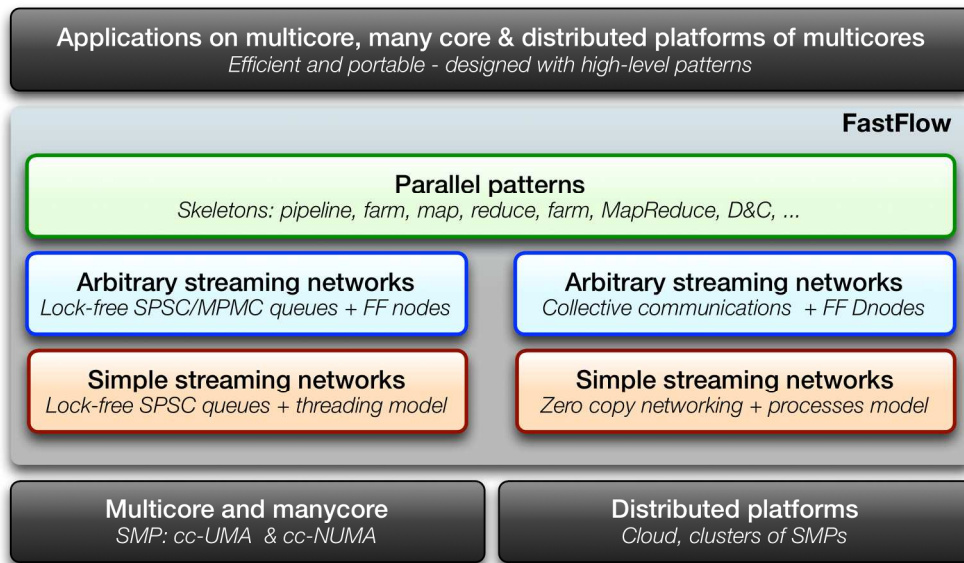 Applications on multicore, many core & distributed platforms of multicores
Efficient and portable - designed with high-level patterns
FastFlow
Parallel patterns
Skeletons: pipeline, farm, map, reduce, farm, MapReduce, D&C, ...
Arbitrary streaming networks
Lock-free SPSC/MPMC queues + FF nodes
Arbitrary streaming networks
Collective communications + FF Dnodes
Simple streaming networks
Lock-free SPSC queues + threading model
Simple streaming networks
Zero copy networking + processes model
Multicore and manycore
SMP: cc-UMA & cc-NUMA
Distributed platforms
Cloud, clusters of SMPs